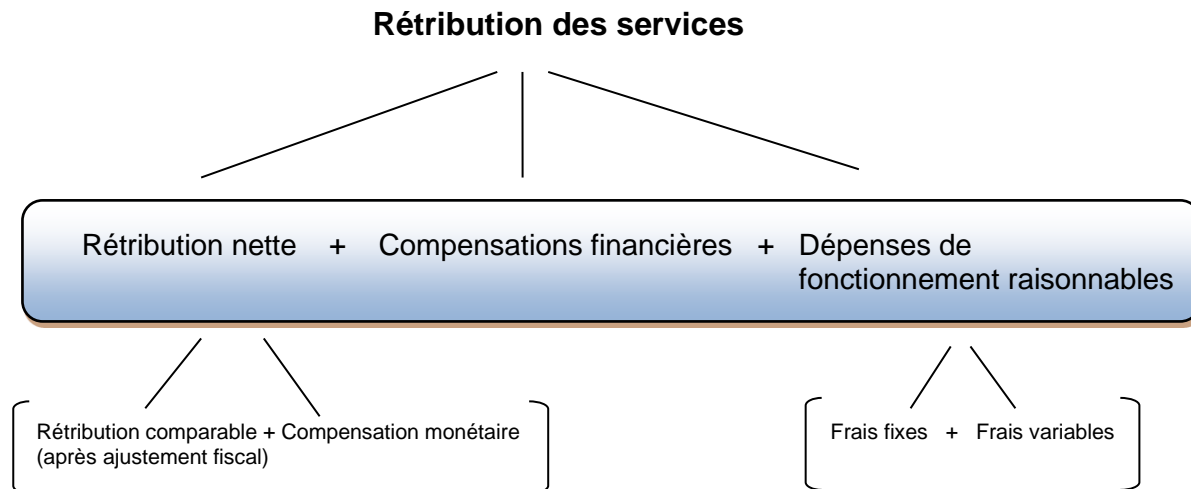 Rétribution des services
Rétribution nette + Compensations financières + Dépenses de
fonctionnement raisonnables
Rétribution comparable + Compensation monétaire
(après ajustement fiscal)
Frais fixes + Frais variables